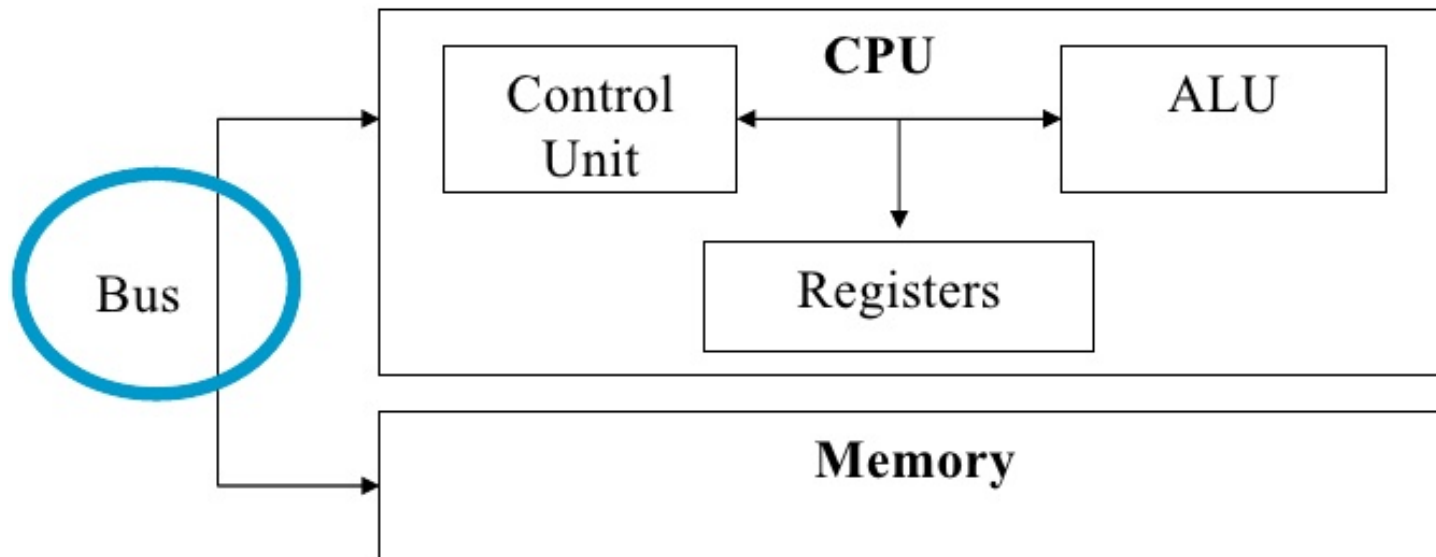 CPU
Control
Unit
ALU
Registers
Bus
Memory